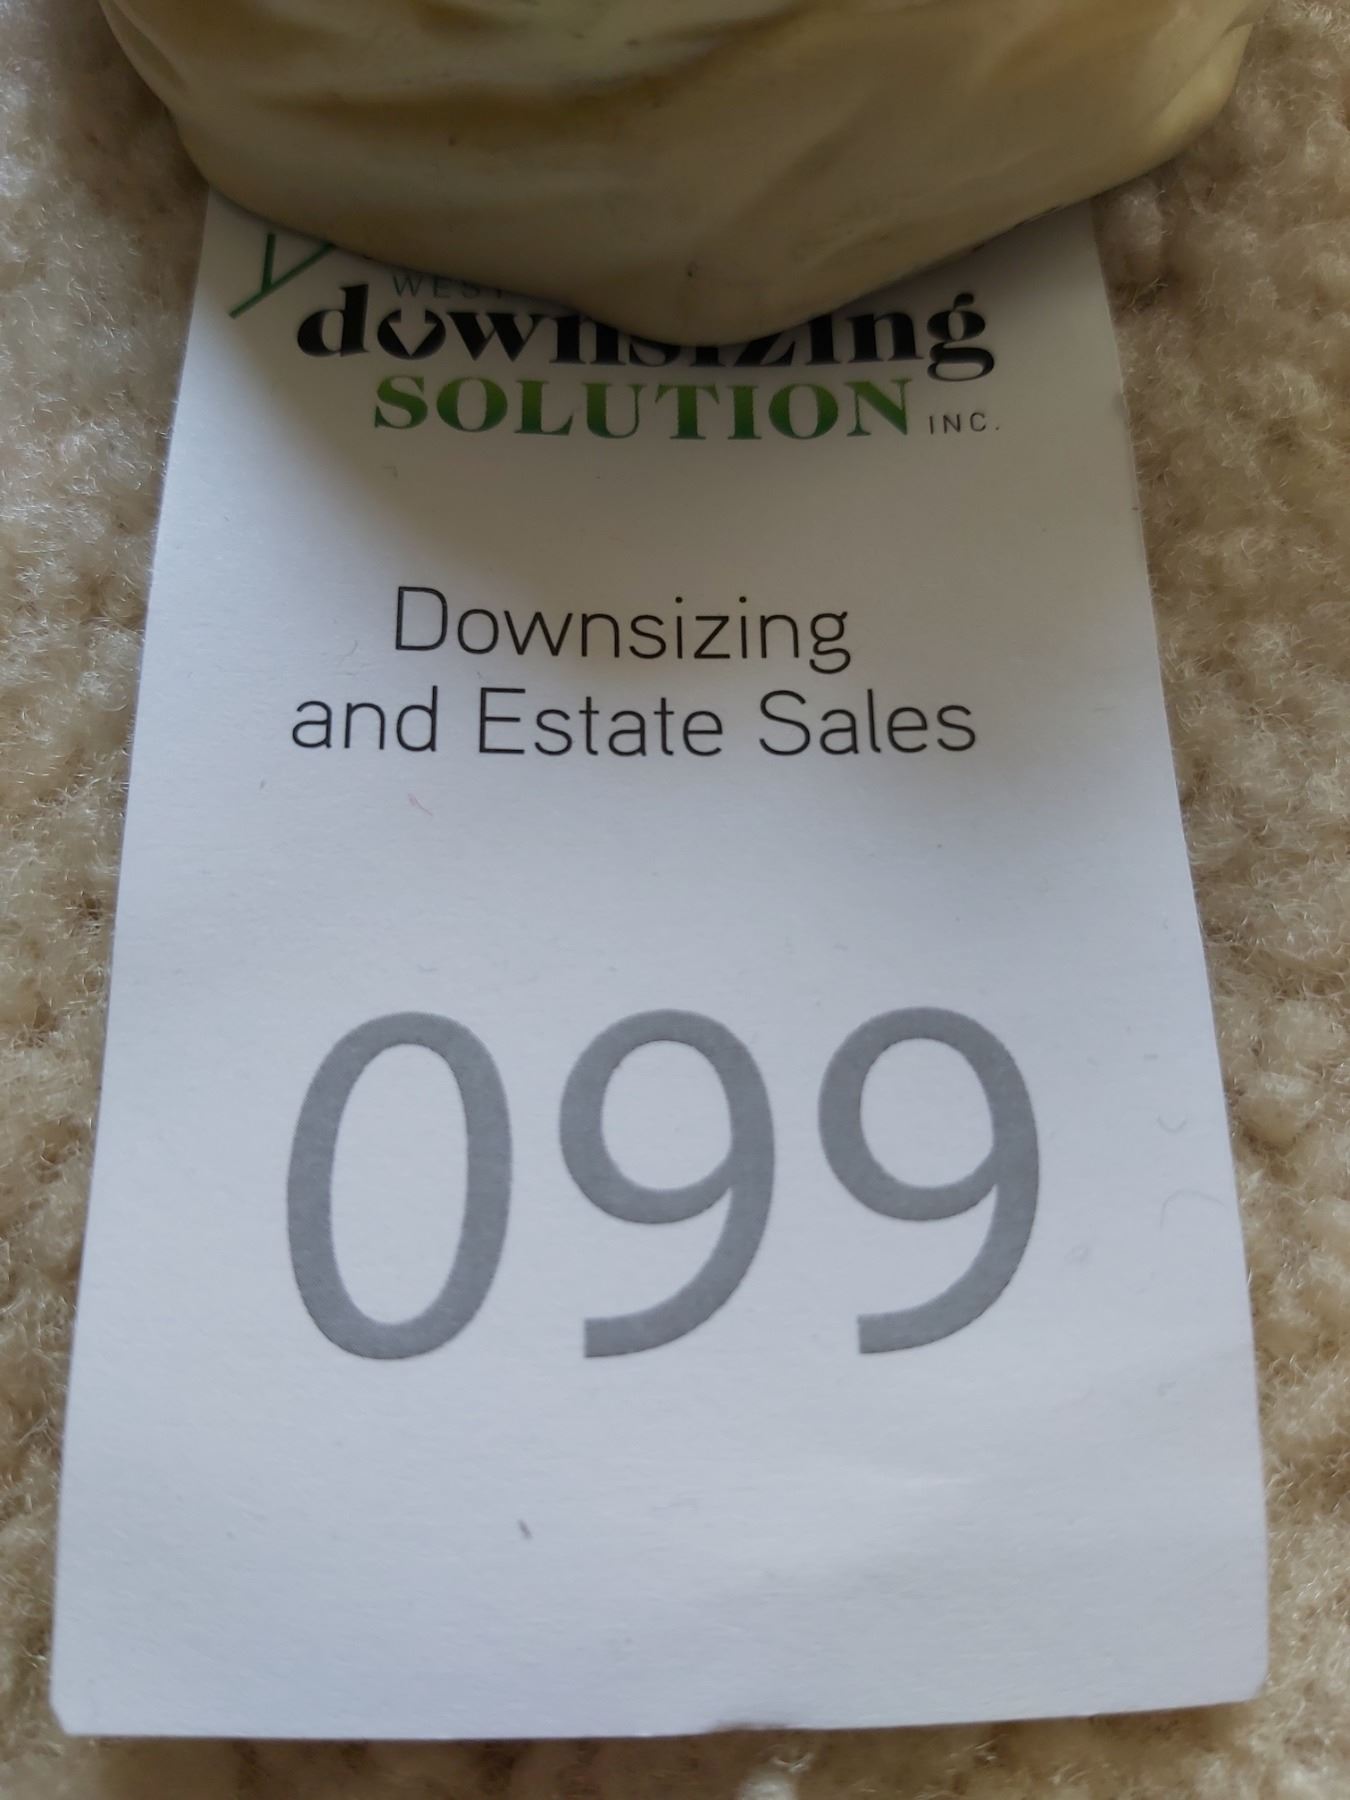 downsizing
SOLUTION INC.
Downsizing
and Estate Sales
099